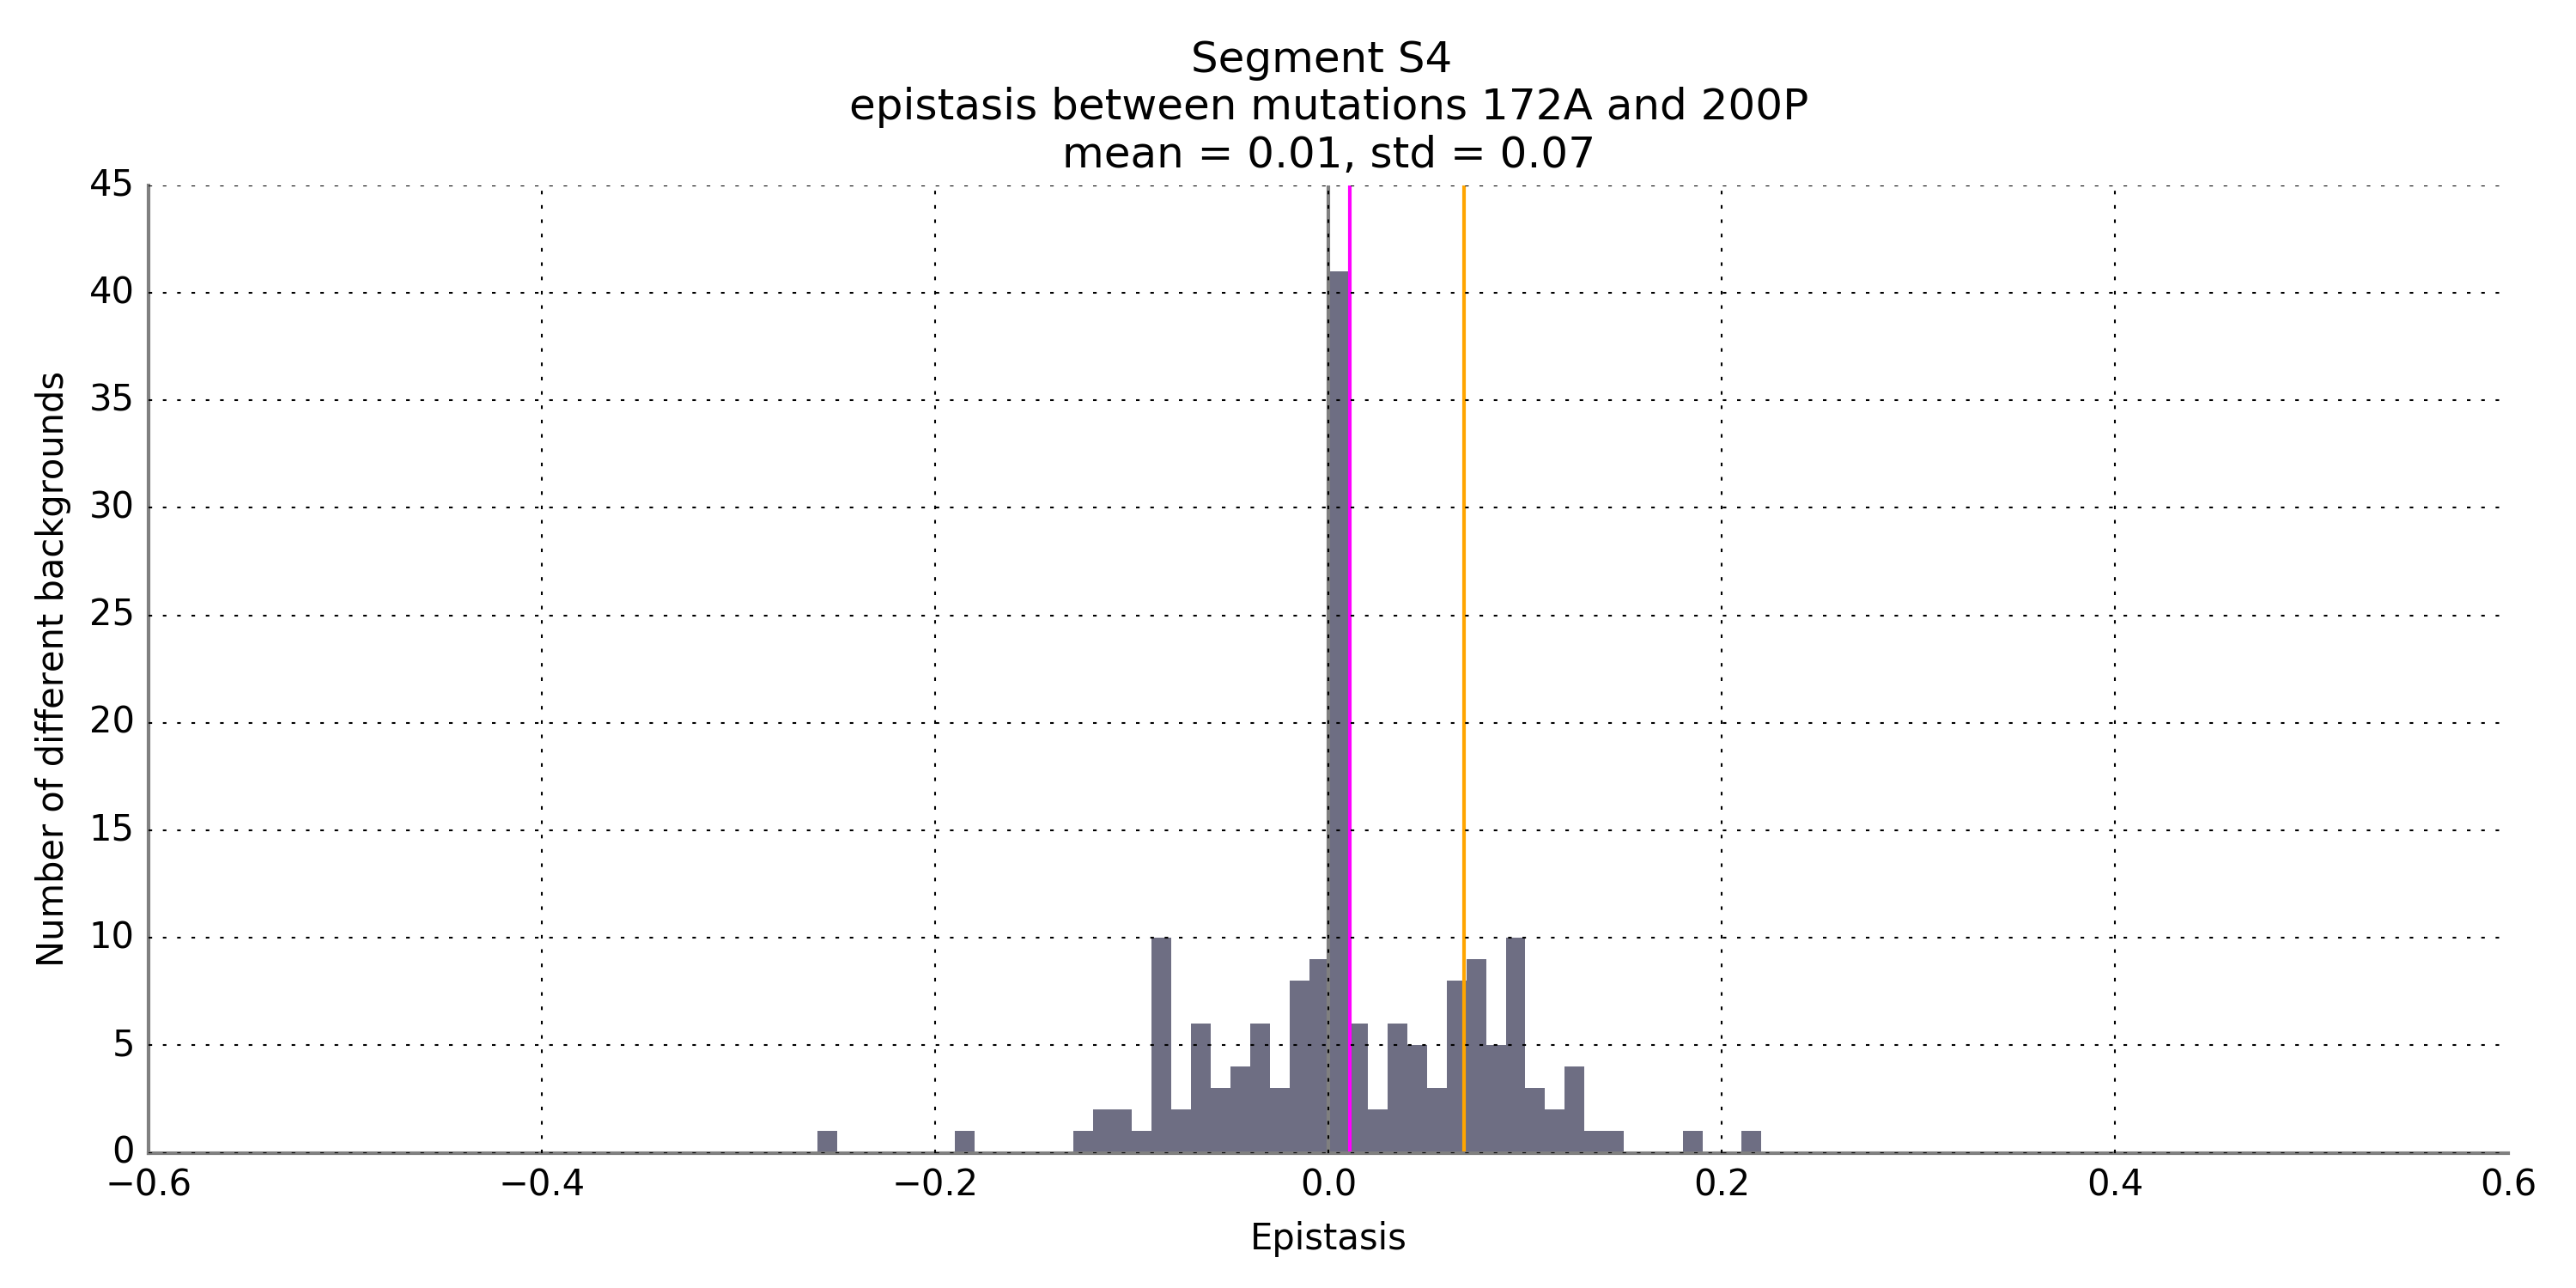 Segment S4
epistasis between mutations 172A and 200P
mean = 0.01, std = 0.07
45
40
35
30
25
20
15
10
5
0
Number of different backgrounds
−0.6 −0.4 −0.2 0.0 0.2 0.4 0.6
Epistasis